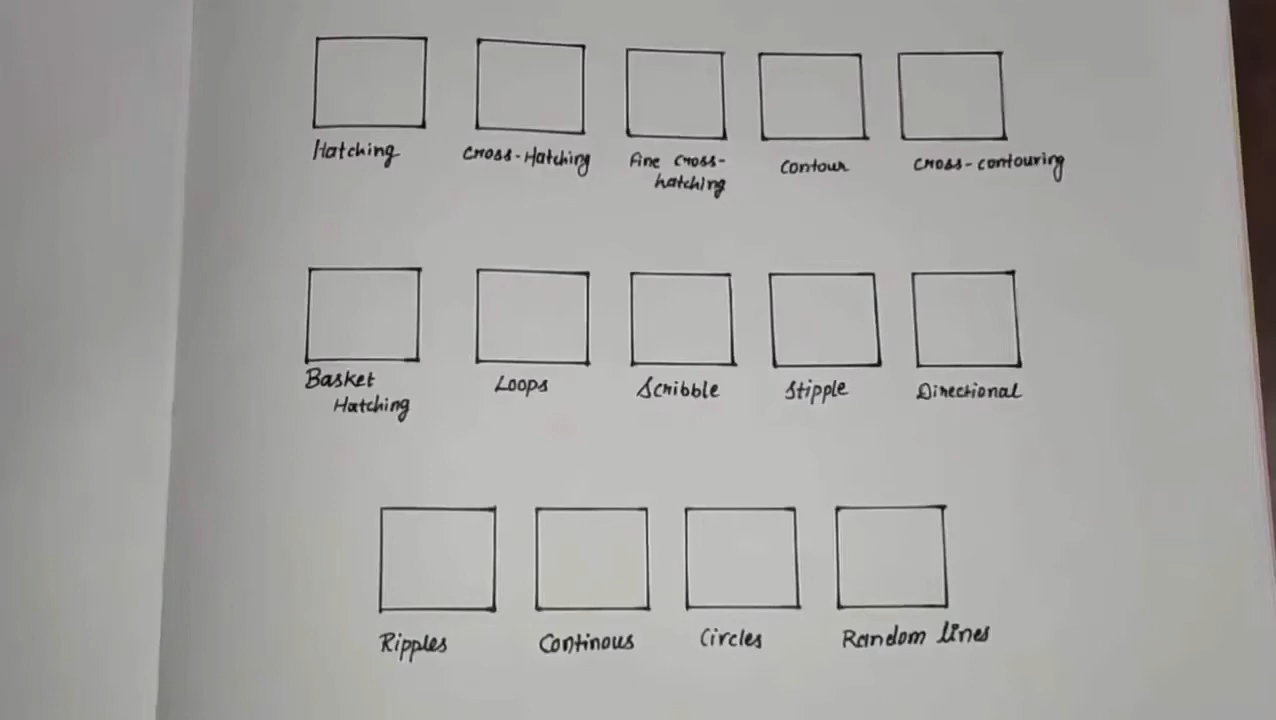 Hatching
Cross-Hatching
Fine Cross-
hatching
Contour
Cross-contouring
Basket
Hatching
Loops
Scribble
Stipple
Directional
Ripples
Continous
Circles
Random lines